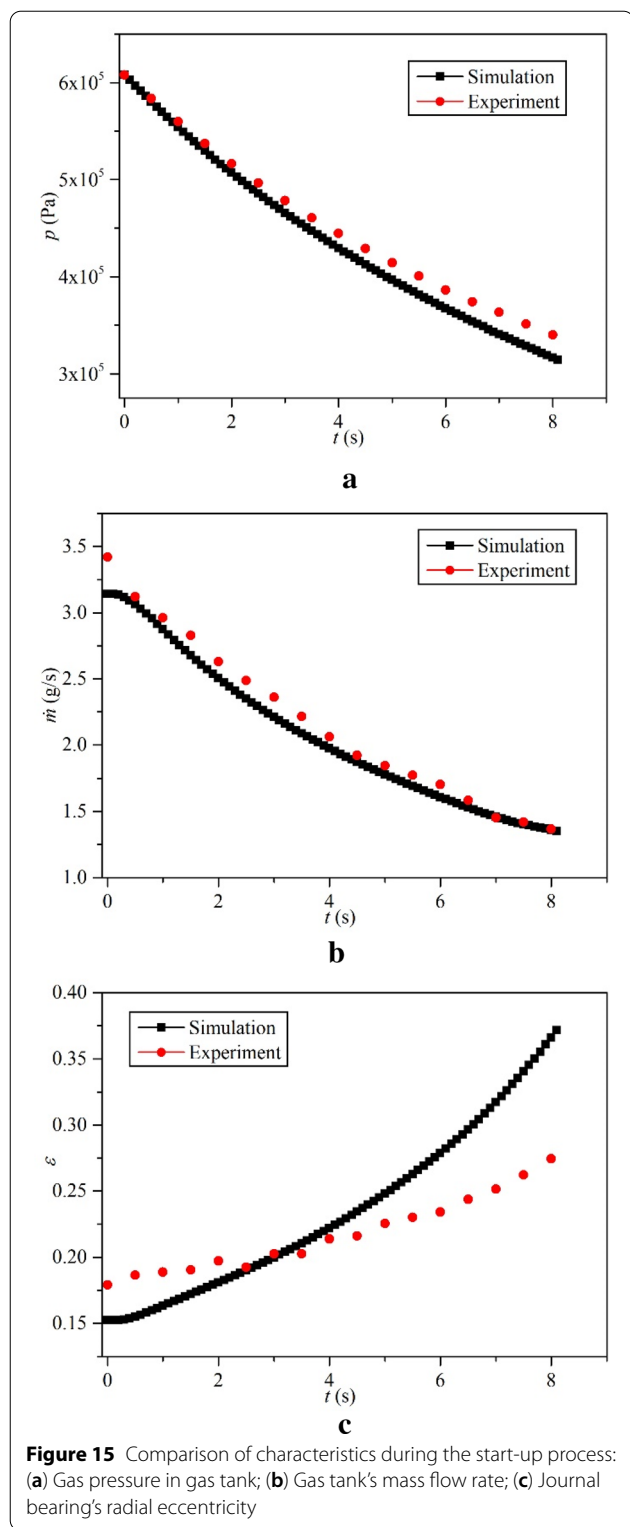 6x10⁵
5x10⁵
4x10⁵
3x10⁵
p (Pa)
Simulation
Experiment
0 2 4 6 8
t (s)
a
3.5
3.0
2.5
2.0
1.5
1.0
ṁ (g/s)
Simulation
Experiment
0 2 4 6 8
t (s)
b
0.40
0.35
0.30
0.25
0.20
0.15
ε
Simulation
Experiment
0 2 4 6 8
t (s)
c
Figure 15 Comparison of characteristics during the start-up process:
(a) Gas pressure in gas tank; (b) Gas tank’s mass flow rate; (c) Journal
bearing’s radial eccentricity